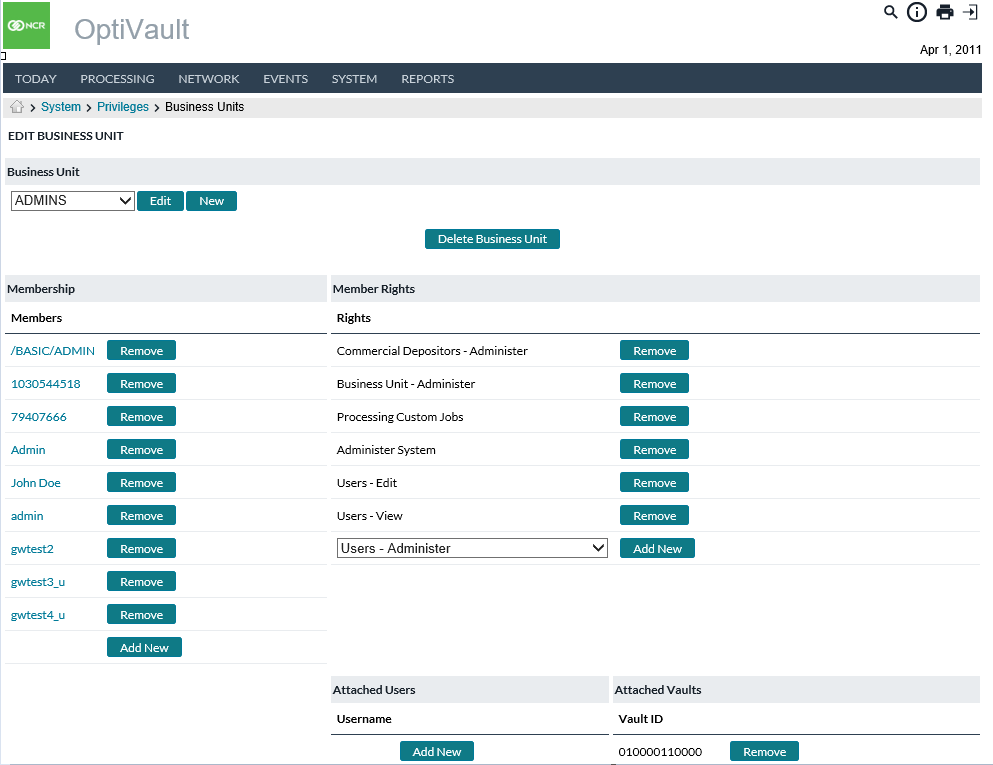 NCR OptiVault
Apr 1, 2011
TODAY PROCESSING NETWORK EVENTS SYSTEM REPORTS
System Privileges Business Units
EDIT BUSINESS UNIT
Business Unit
ADMINS Edit New
Delete Business Unit
Membership Member Rights
Members Rights
/BASIC/ADMIN Remove Commercial Depositors - Administer Remove
1030544518 Remove Business Unit - Administer Remove
79407666 Remove Processing Custom Jobs Remove
Admin Remove Administer System Remove
John Doe Remove Users - Edit Remove
admin Remove Users - View Remove
gwtest2 Remove Users - Administer Add New
gwtest3_u Remove
gwtest4_u Remove
Add New
Attached Users Attached Vaults
Username Vault ID
Add New 010000110000 Remove